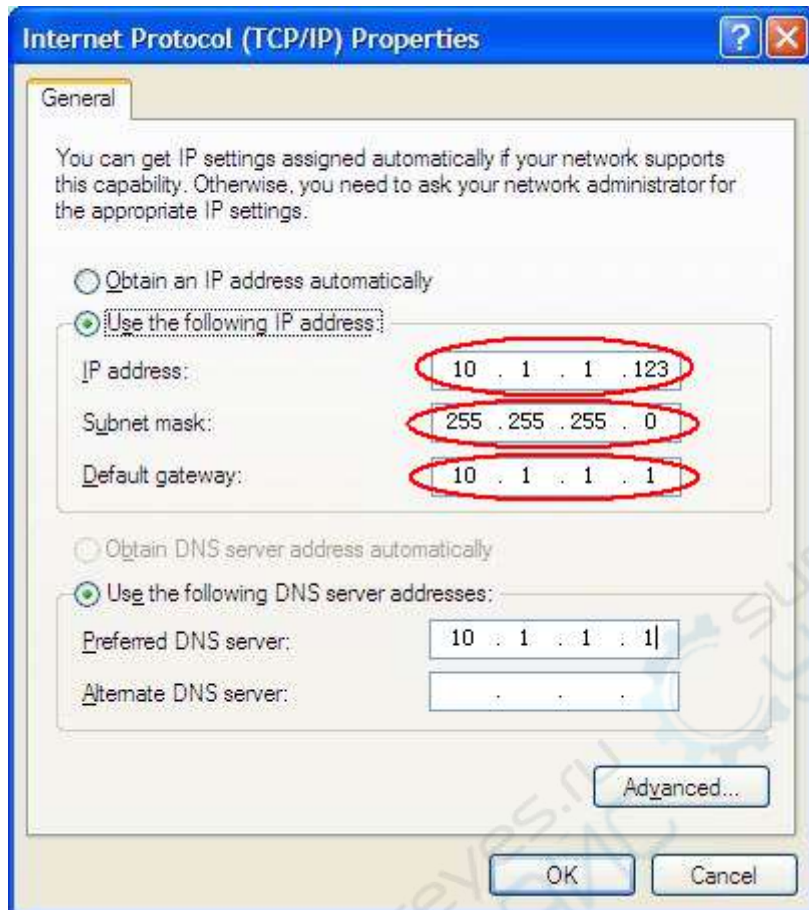 Internet Protocol (TCP/IP) Properties
General
You can get IP settings assigned automatically if your network supports
this capability. Otherwise, you need to ask your network administrator for
the appropriate IP settings.
Obtain an IP address automatically
Use the following IP address:
IP address: 10 . 1 . 1 . 123
Subnet mask: 255 . 255 . 255 . 0
Default gateway: 10 . 1 . 1 . 1
Obtain DNS server address automatically
Use the following DNS server addresses:
Preferred DNS server: 10 . 1 . 1 . 1
Alternate DNS server: . . .
Advanced...
OK Cancel